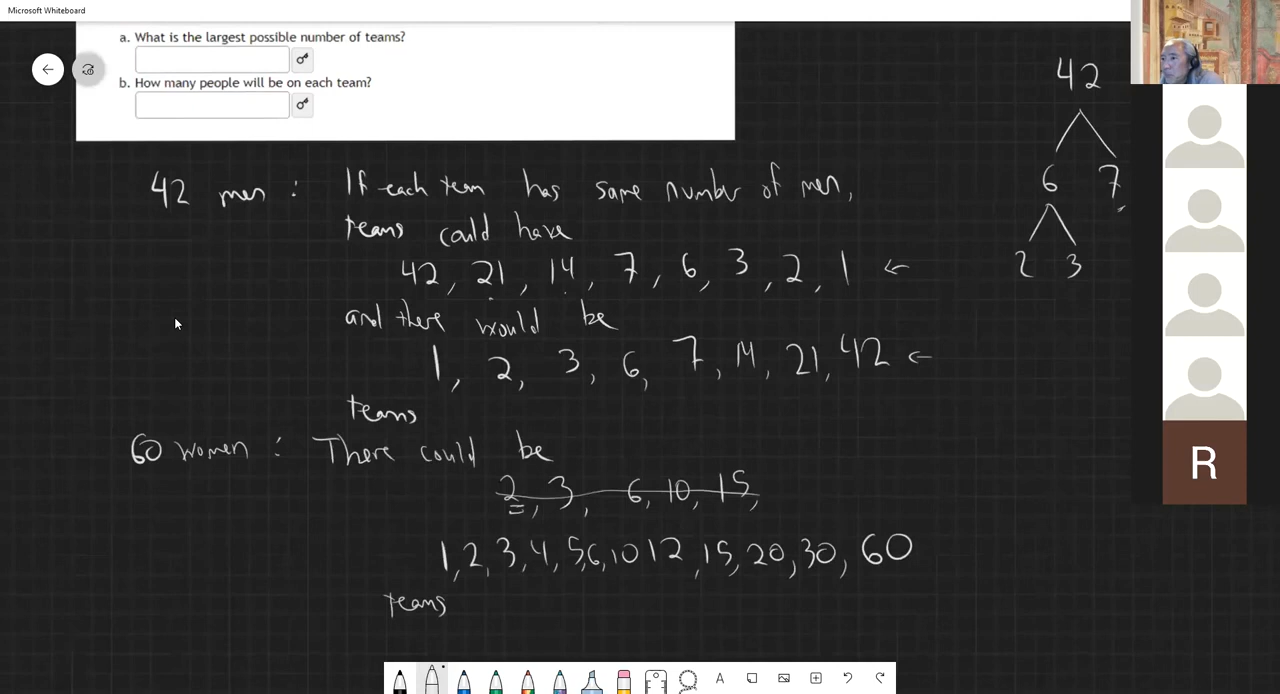 Microsoft Whiteboard
a. What is the largest possible number of teams?
b. How many people will be on each team?
42 men : If each team has same number of men,
teams could have
42, 21, 14, 7, 6, 3, 2, 1 ←
and there would be
1, 2, 3, 6, 7, 14, 21, 42 ←
teams
60 women : There could be
2, 3, 6, 10, 15,
1, 2, 3, 4, 5, 6, 10 12, 15, 20, 30, 60
teams
42
6 7
2 3
R
A